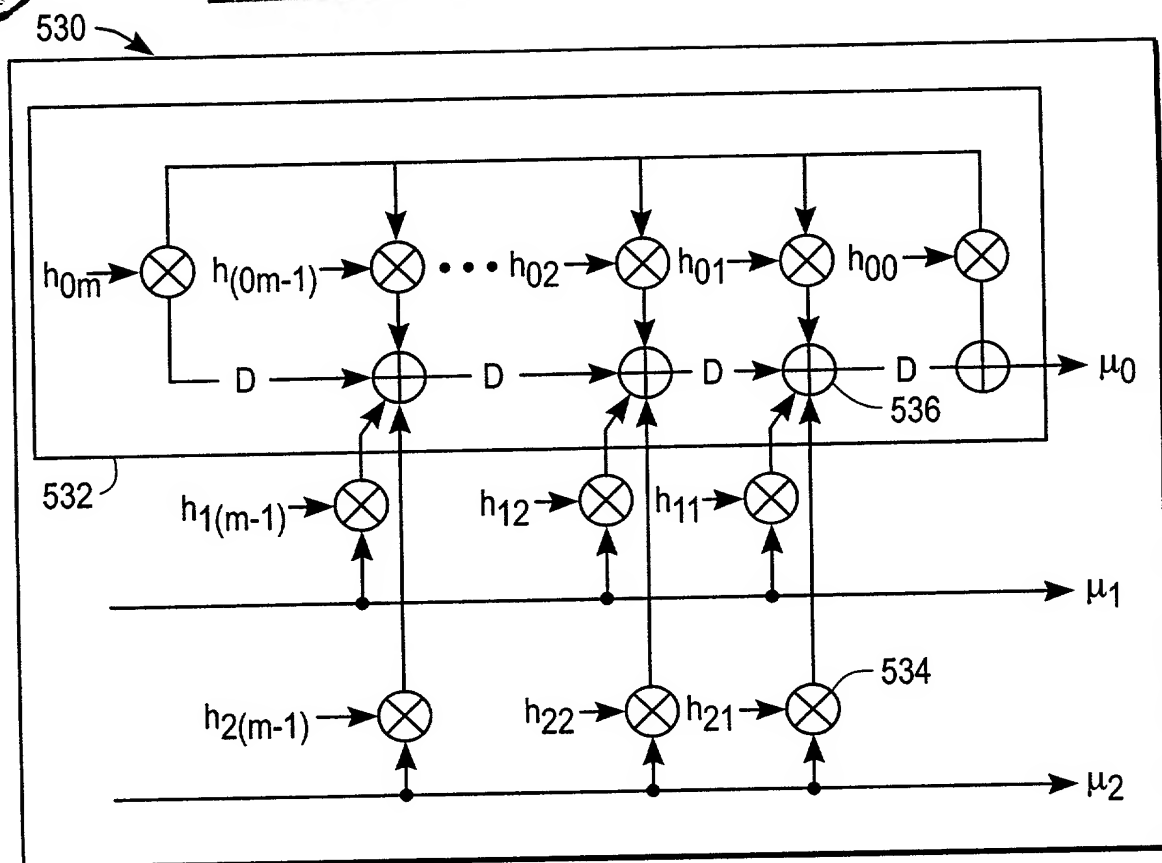 530
h0m h(0m-1) ••• h02 h01 h00
D D D D μ0
536
532
h1(m-1) h12 h11
μ1
534
h2(m-1) h22 h21
μ2